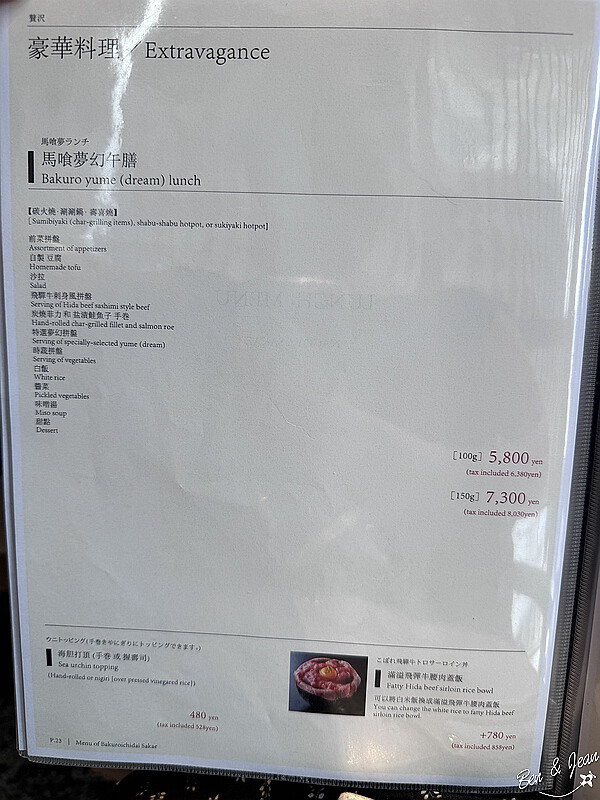 贅沢
豪華料理 / Extravagance
馬喰夢ランチ
馬喰夢幻午膳
Bakuro yume (dream) lunch
【碳火燒·涮涮鍋·壽喜燒】
[Sumibiyaki (char-grilling items), shabu-shabu hotpot, or sukiyaki hotpot]
前菜拼盤
Assortment of appetizers
自製 豆腐
Homemade tofu
沙拉
Salad
飛驒牛刺身風拼盤
Serving of Hida beef sashimi style beef
炭燒菲力 和 盐漬鮭魚子 手卷
Hand-rolled char-grilled fillet and salmon roe
特選夢幻拼盤
Serving of specially-selected yume (dream)
時蔬拼盤
Serving of vegetables
白飯
White rice
醬菜
Pickled vegetables
味噌湯
Miso soup
甜點
Dessert
[100g] 5,800 yen
(tax included 6,380yen)
[150g] 7,300 yen
(tax included 8,030yen)
ウニトッピング(手巻きやにぎりにトッピングできます。)
海胆打頂 (手卷 或 握壽司)
Sea urchin topping
(Hand-rolled or nigiri [over pressed vinegared rice])
480 yen
(tax included 528yen)
こぼれ飛騨牛トロサーロイン丼
滿溢飛彈牛腰肉蓋飯
Fatty Hida beef sirloin rice bowl
可以將白米飯換成滿溢飛彈牛腰肉蓋飯
You can change the white rice to fatty Hida beef
sirloin rice bowl
+780 yen
(tax included 858yen)
P.23 | Menu of Bakuroichidai Sakae
Ben & Jean